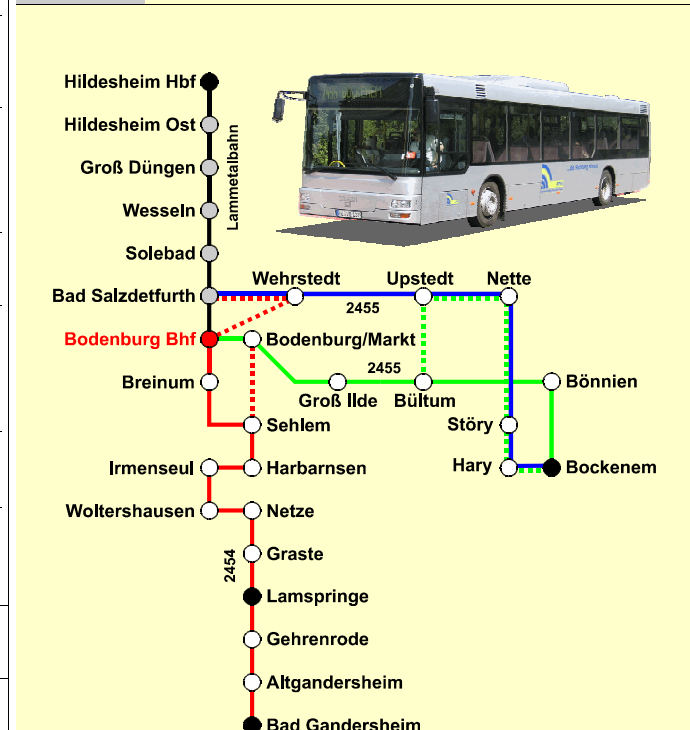 Hildesheim Hbf
Hildesheim Ost
Groß Düngen
Lammetalbahn
Wesseln
Solebad
Wehrstedt
Upstedt
Nette
Bad Salzdetfurth
2455
Bodenburg Bhf
Bodenburg/Markt
2455
Breinum
Bönnien
Groß Ilde
Bültum
Sehlem
Störy
Irmenseul
Harbarnsen
Hary
Bockenem
Woltershausen
Netze
2454
Graste
Lamspringe
Gehrenrode
Altgandersheim
Bad Gandersheim